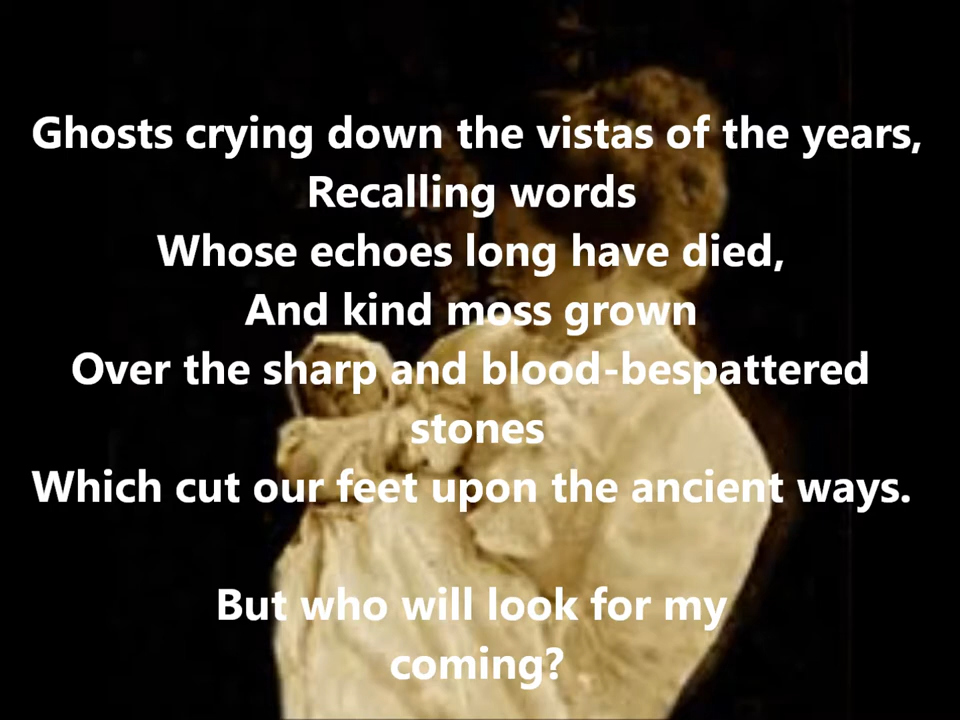 Ghosts crying down the vistas of the years,
Recalling words
Whose echoes long have died,
And kind moss grown
Over the sharp and blood-bespattered
stones
Which cut our feet upon the ancient ways.
But who will look for my
coming?